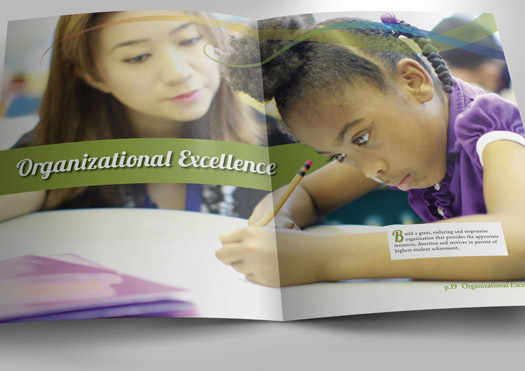 Organizational Excellence
Build a great, enduring and responsive
organization that provides the appropriate
resources, direction and services in pursuit of
highest student achievement.
p.19 Organizational Exce